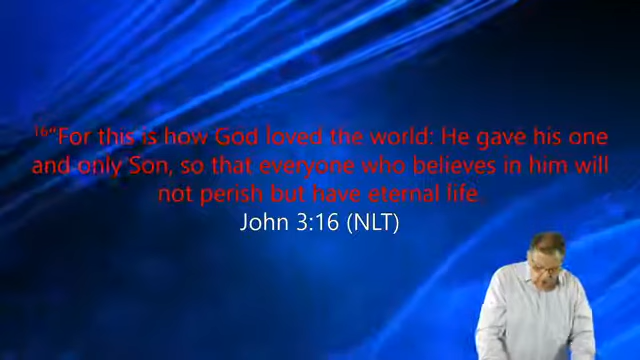 16“For this is how God loved the world: He gave his one
and only Son, so that everyone who believes in him will
not perish but have eternal life
John 3:16 (NLT)